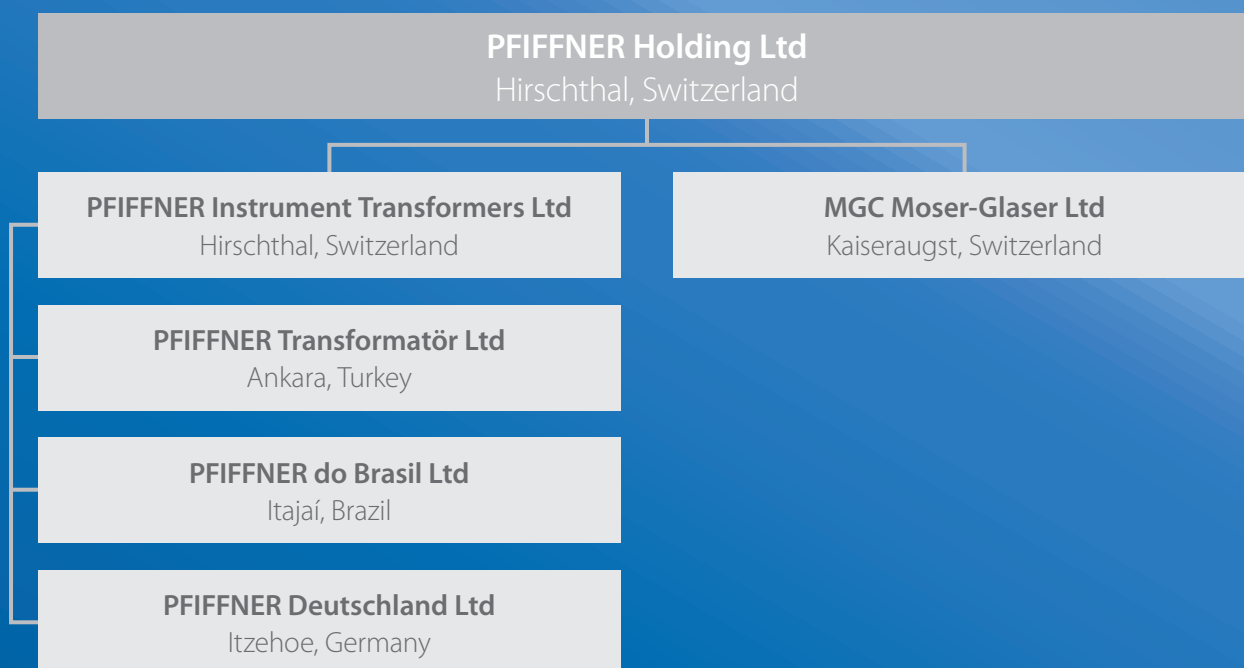 PFIFFNER Holding Ltd
Hirschthal, Switzerland
PFIFFNER Instrument Transformers Ltd
Hirschthal, Switzerland
MGC Moser-Glaser Ltd
Kaiseraugst, Switzerland
PFIFFNER Transformatör Ltd
Ankara, Turkey
PFIFFNER do Brasil Ltd
Itajaí, Brazil
PFIFFNER Deutschland Ltd
Itzehoe, Germany